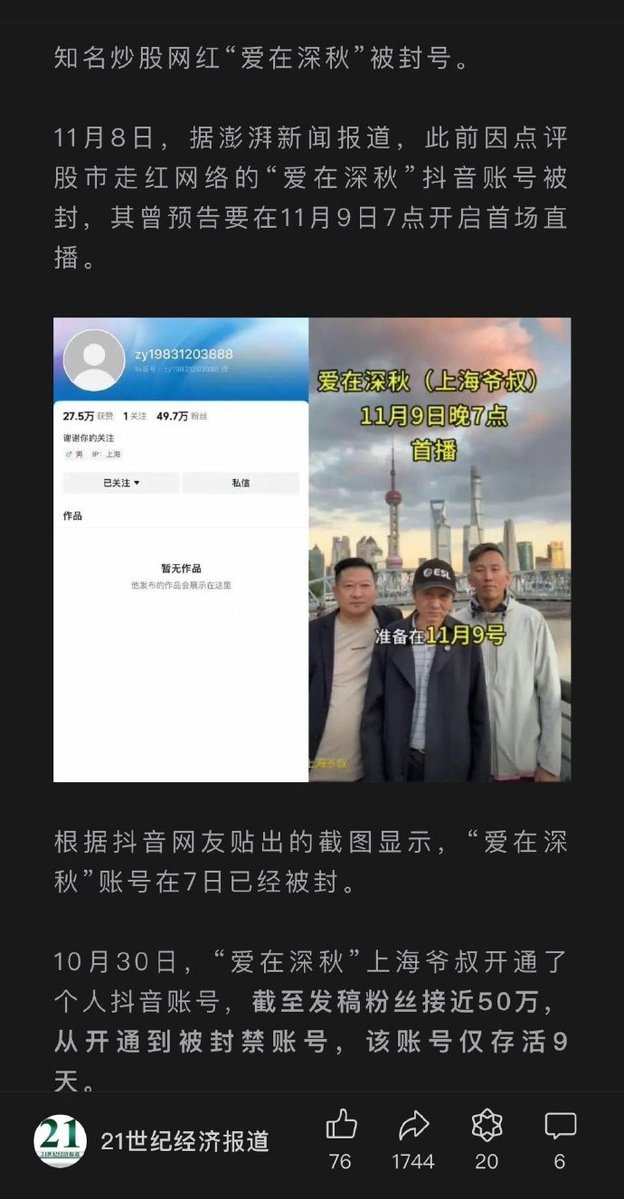 知名炒股网红“爱在深秋”被封号。
11月8日，据澎湃新闻报道，此前因点评
股市走红网络的“爱在深秋”抖音账号被
封，其曾预告要在11月9日7点开启首场直
播。
zy19831203888
抖音号：zy19831203888
27.5万 获赞 1 关注 49.7万 粉丝
谢谢你的关注
♂ 男 IP：上海
已关注 私信
作品
暂无作品
他发布的作品会展示在这里
爱在深秋（上海爷叔）
11月9日晚7点
首播
ESL
准备在11月9号
上海爷叔
根据抖音网友贴出的截图显示，“爱在深
秋”账号在7日已经被封。
10月30日，“爱在深秋”上海爷叔开通了
个人抖音账号，截至发稿粉丝接近50万，
从开通到被封禁账号，该账号仅存活9
天。
21
21世纪经济报道
21世纪经济报道
76 1744 20 6